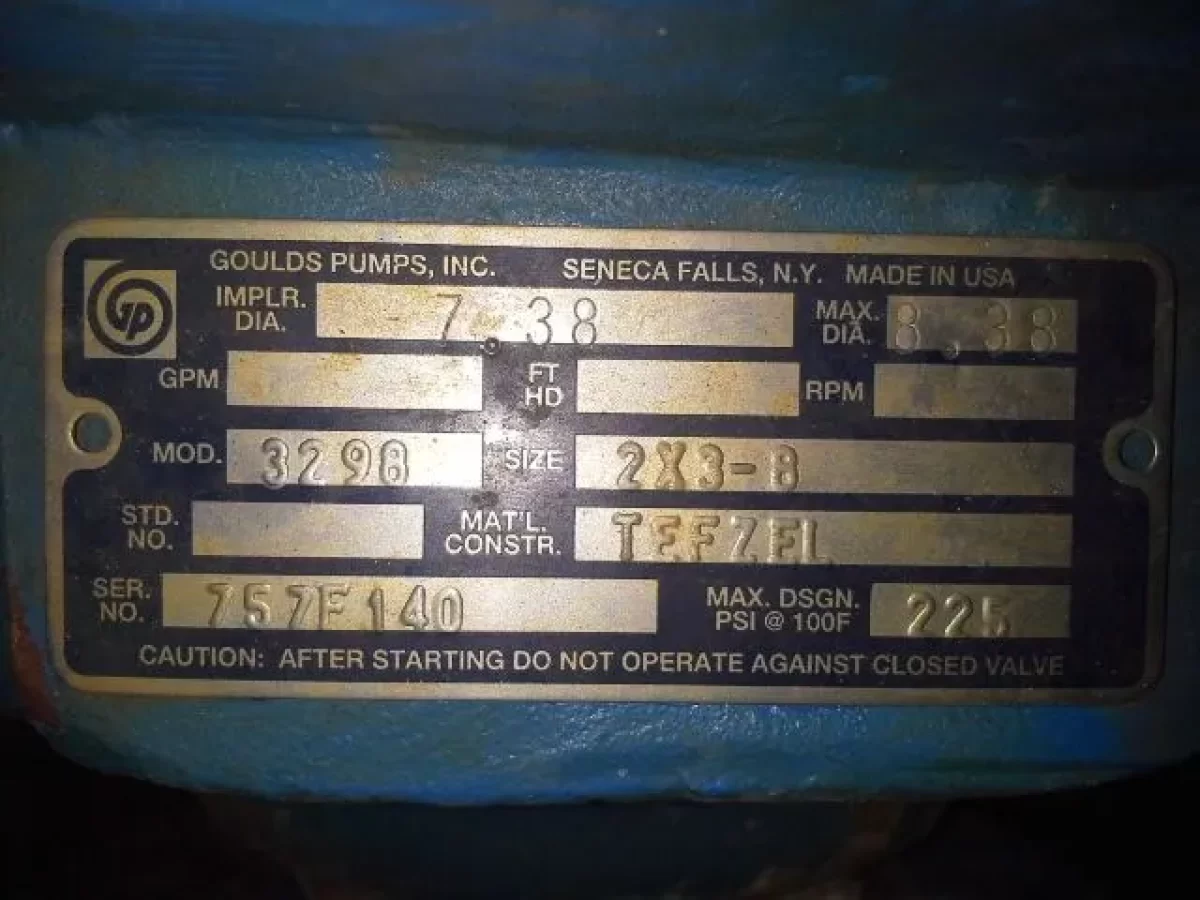 GP GOULDS PUMPS, INC. SENECA FALLS, N.Y. MADE IN USA
IMPLR. DIA. 7.38 MAX. DIA. 8.38
GPM FT HD RPM
MOD. 3298 SIZE 2X3-8
STD. NO. MAT'L. CONSTR. TEFZEL
SER. NO. 757F140 MAX. DSGN. PSI @ 100F 225
CAUTION: AFTER STARTING DO NOT OPERATE AGAINST CLOSED VALVE